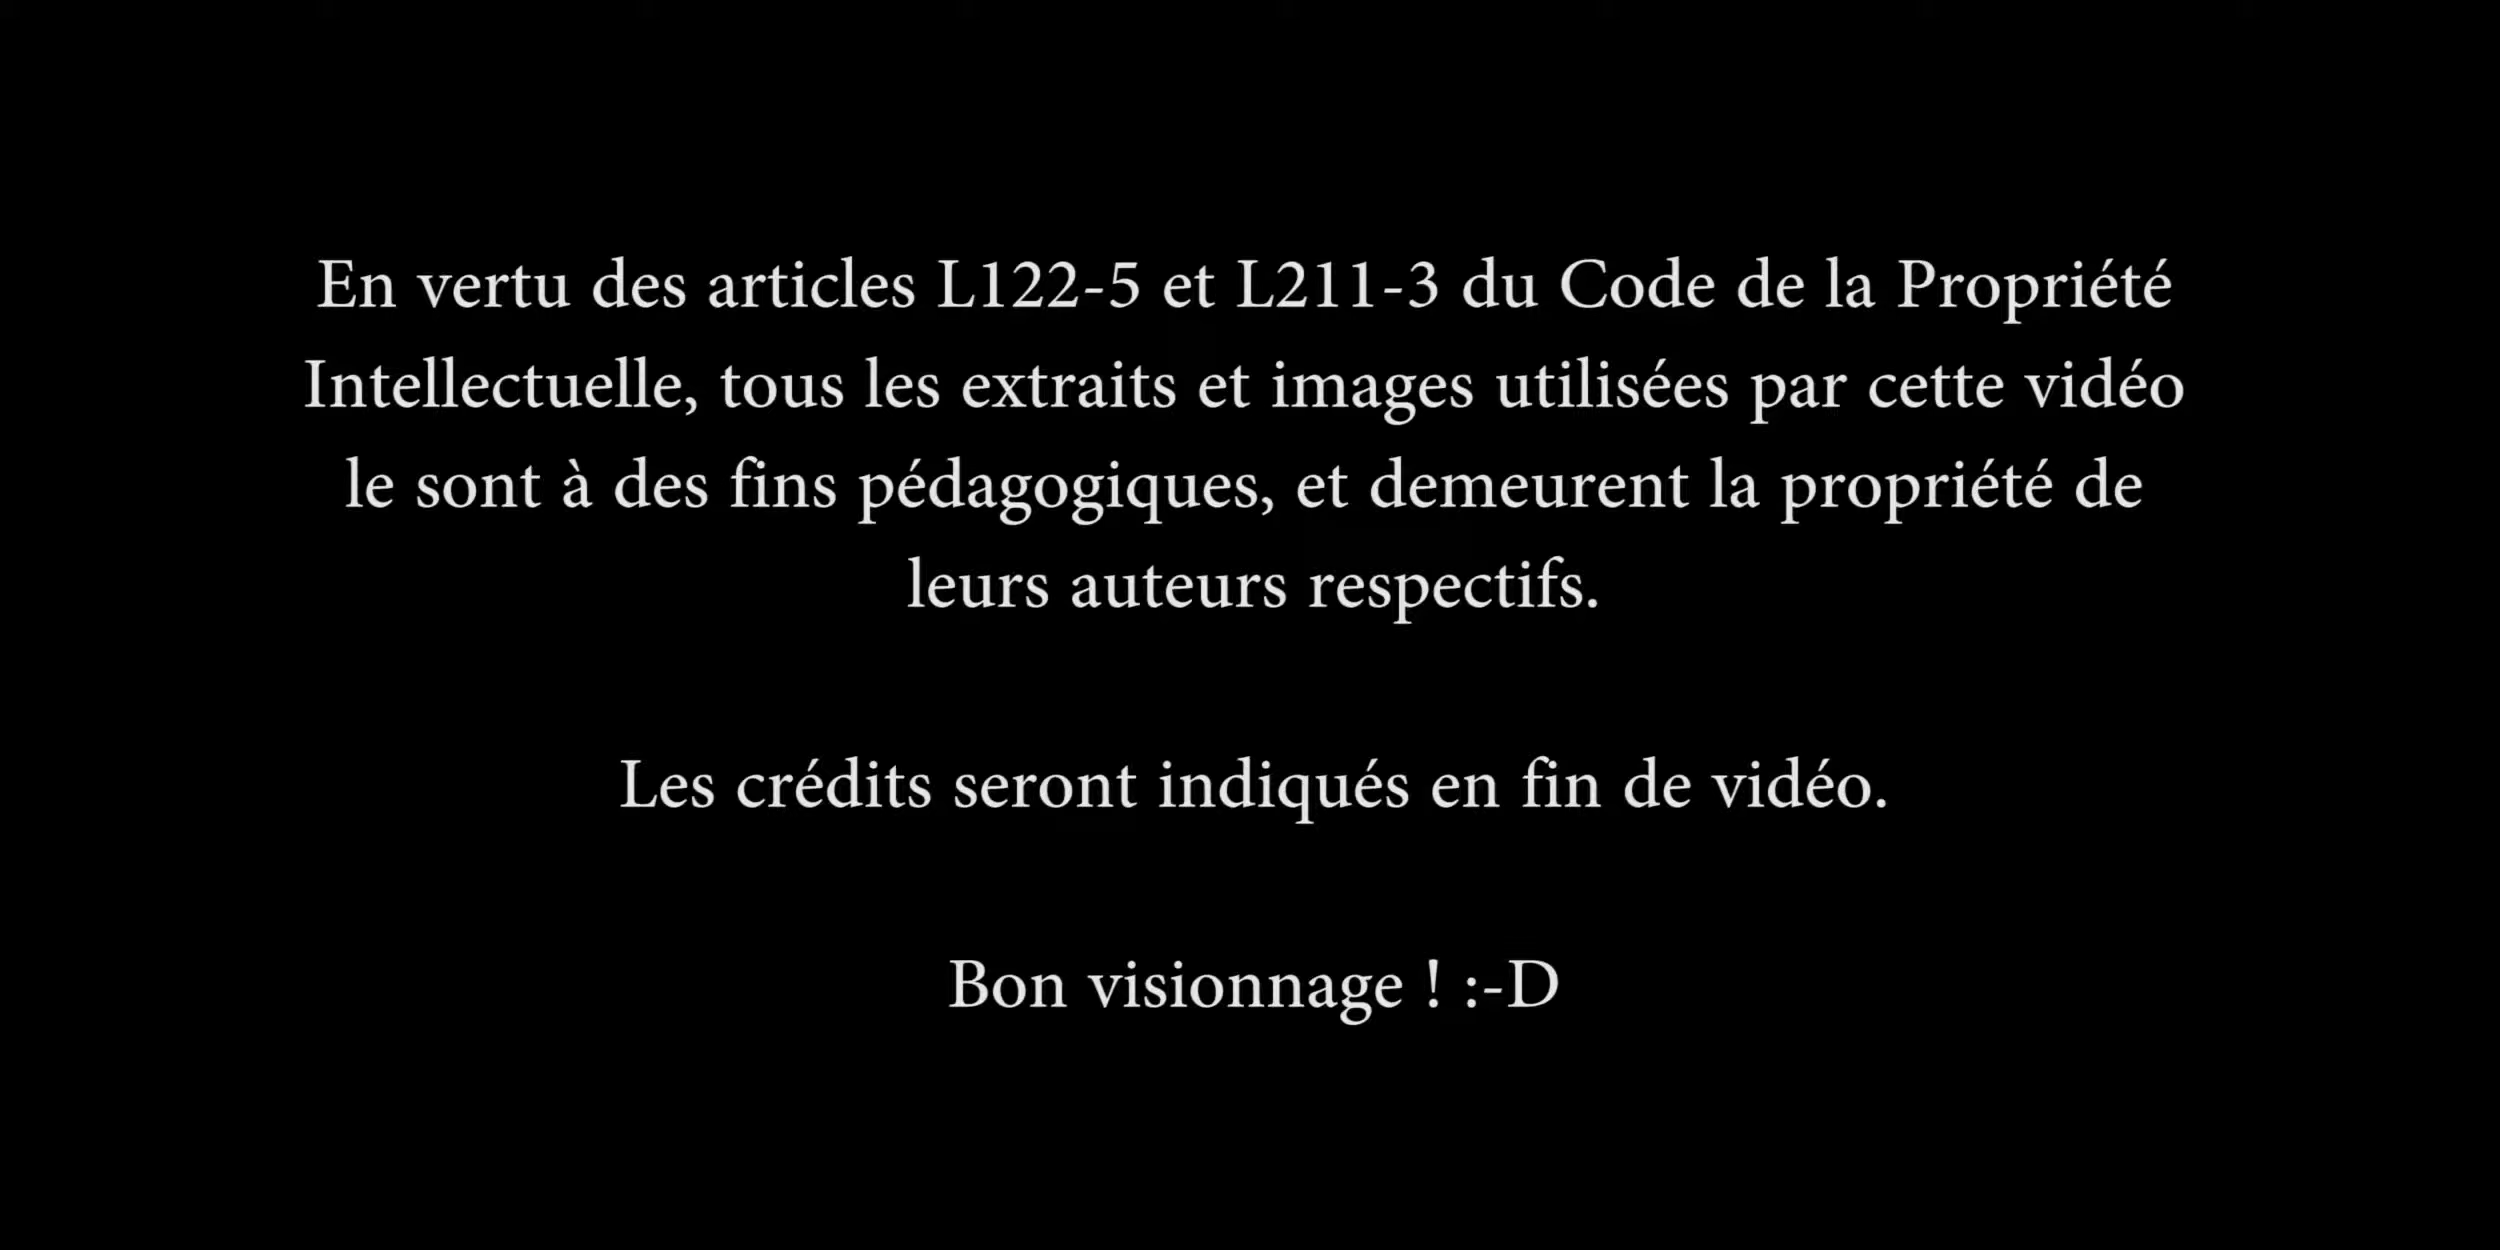 En vertu des articles L122-5 et L211-3 du Code de la Propriété
Intellectuelle, tous les extraits et images utilisées par cette vidéo
le sont à des fins pédagogiques, et demeurent la propriété de
leurs auteurs respectifs.
Les crédits seront indiqués en fin de vidéo.
Bon visionnage ! :-D